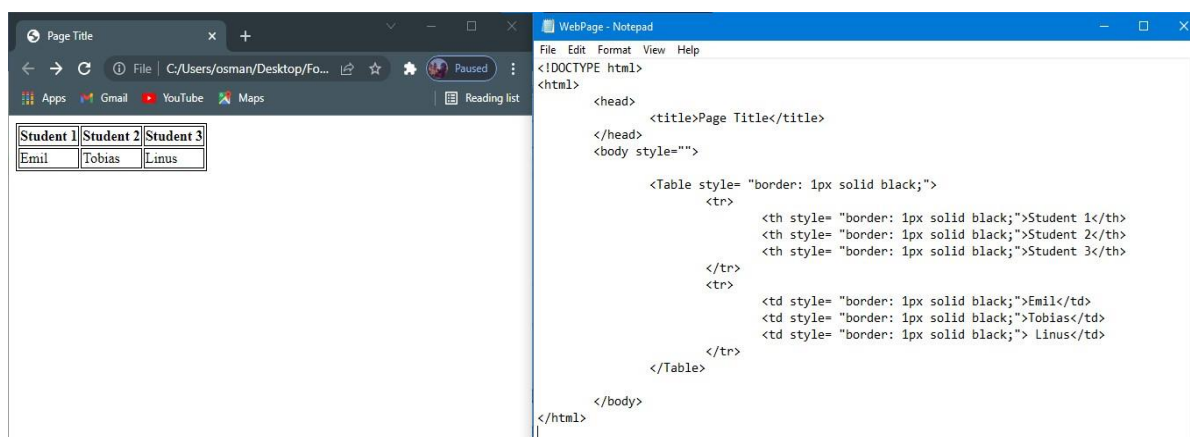 Page Title
File C:/Users/osman/Desktop/Fo... Paused
Apps Gmail YouTube Maps Reading list
Student 1 Student 2 Student 3
Emil Tobias Linus
WebPage - Notepad
File Edit Format View Help
<!DOCTYPE html>
<html>
<head>
<title>Page Title</title>
</head>
<body style="">
<Table style= "border: 1px solid black;">
<tr>
<th style= "border: 1px solid black;">Student 1</th>
<th style= "border: 1px solid black;">Student 2</th>
<th style= "border: 1px solid black;">Student 3</th>
</tr>
<tr>
<td style= "border: 1px solid black;">Emil</td>
<td style= "border: 1px solid black;">Tobias</td>
<td style= "border: 1px solid black;"> Linus</td>
</tr>
</Table>
</body>
</html>